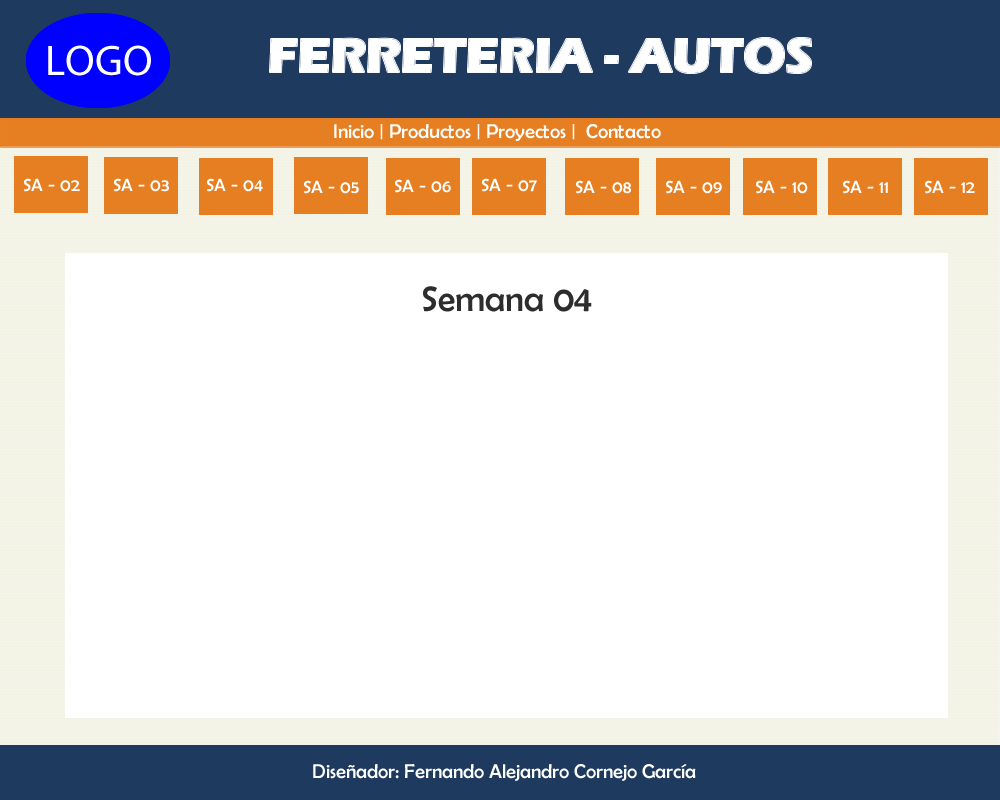 LOGO
FERRETERIA - AUTOS
Inicio | Productos | Proyectos | Contacto
SA - 02 SA - 03 SA - 04 SA - 05 SA - 06 SA - 07 SA - 08 SA - 09 SA - 10 SA - 11 SA - 12
Semana 04
Diseñador: Fernando Alejandro Cornejo García